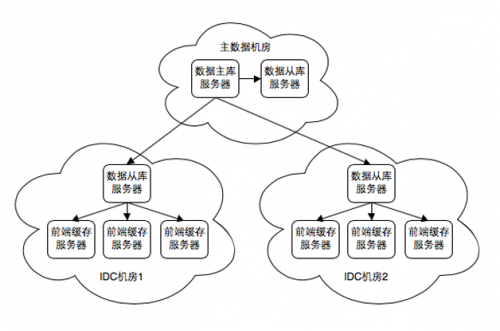 主数据机房
数据主库
服务器
数据从库
服务器
数据从库
服务器
前端缓存
服务器
前端缓存
服务器
前端缓存
服务器
IDC机房1
数据从库
服务器
前端缓存
服务器
前端缓存
服务器
前端缓存
服务器
IDC机房2